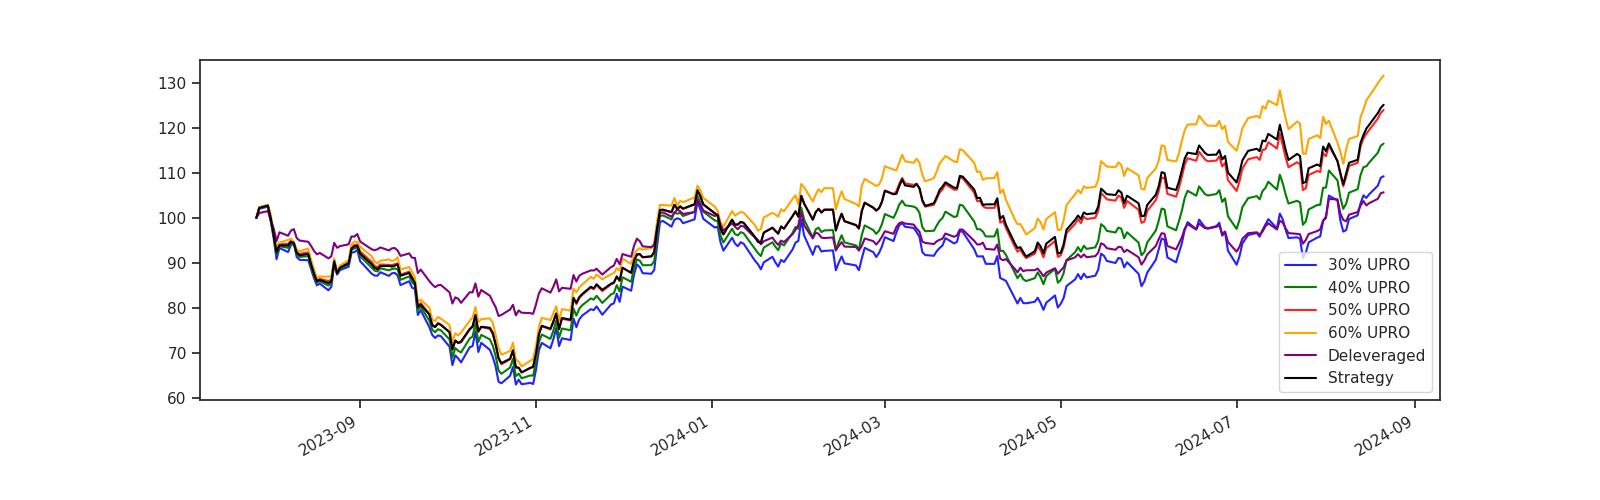 130
120
110
100
90
80
70
60
2023-09
2023-11
2024-01
2024-03
2024-05
2024-07
2024-09
30% UPRO
40% UPRO
50% UPRO
60% UPRO
Deleveraged
Strategy